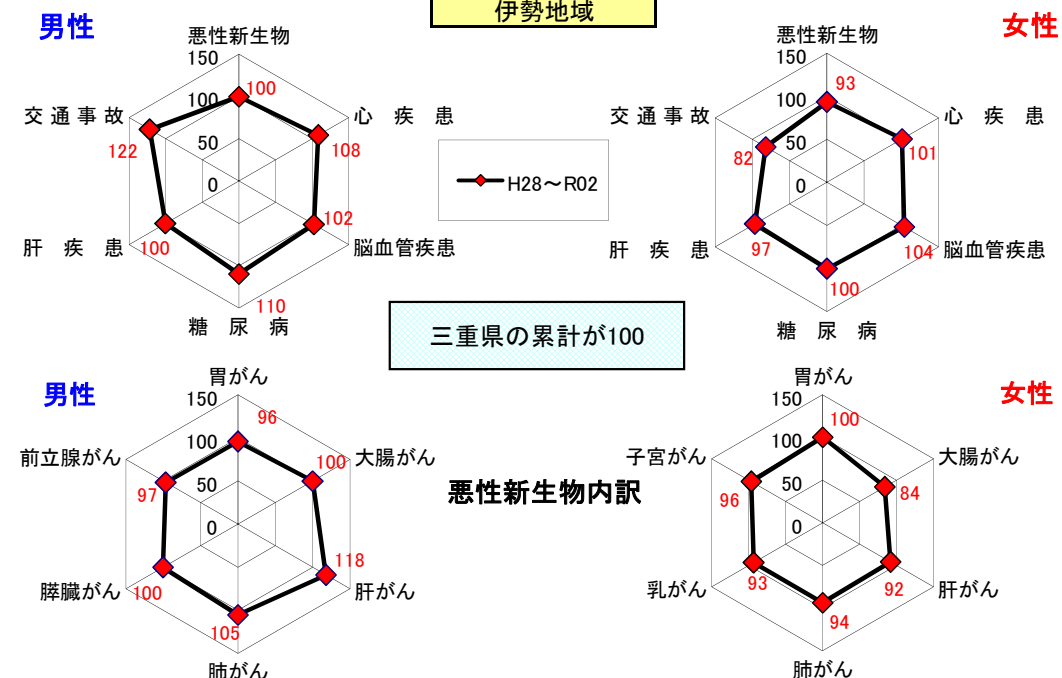 伊勢地域
男性
女性
悪性新生物
150
100
50
0
100
心 疾 患
108
脳血管疾患
102
糖 尿 病
110
肝 疾 患
100
交 通 事 故
122
H28～R02
悪性新生物
150
100
50
0
93
心 疾 患
101
脳血管疾患
104
糖 尿 病
100
肝 疾 患
97
交 通 事 故
82
三重県の累計が100
男性
女性
胃がん
150
100
50
0
96
大腸がん
100
肝がん
118
肺がん
105
膵臓がん
100
前立腺がん
97
悪性新生物内訳
胃がん
150
100
50
0
100
大腸がん
84
肝がん
92
肺がん
94
乳がん
93
子宮がん
96